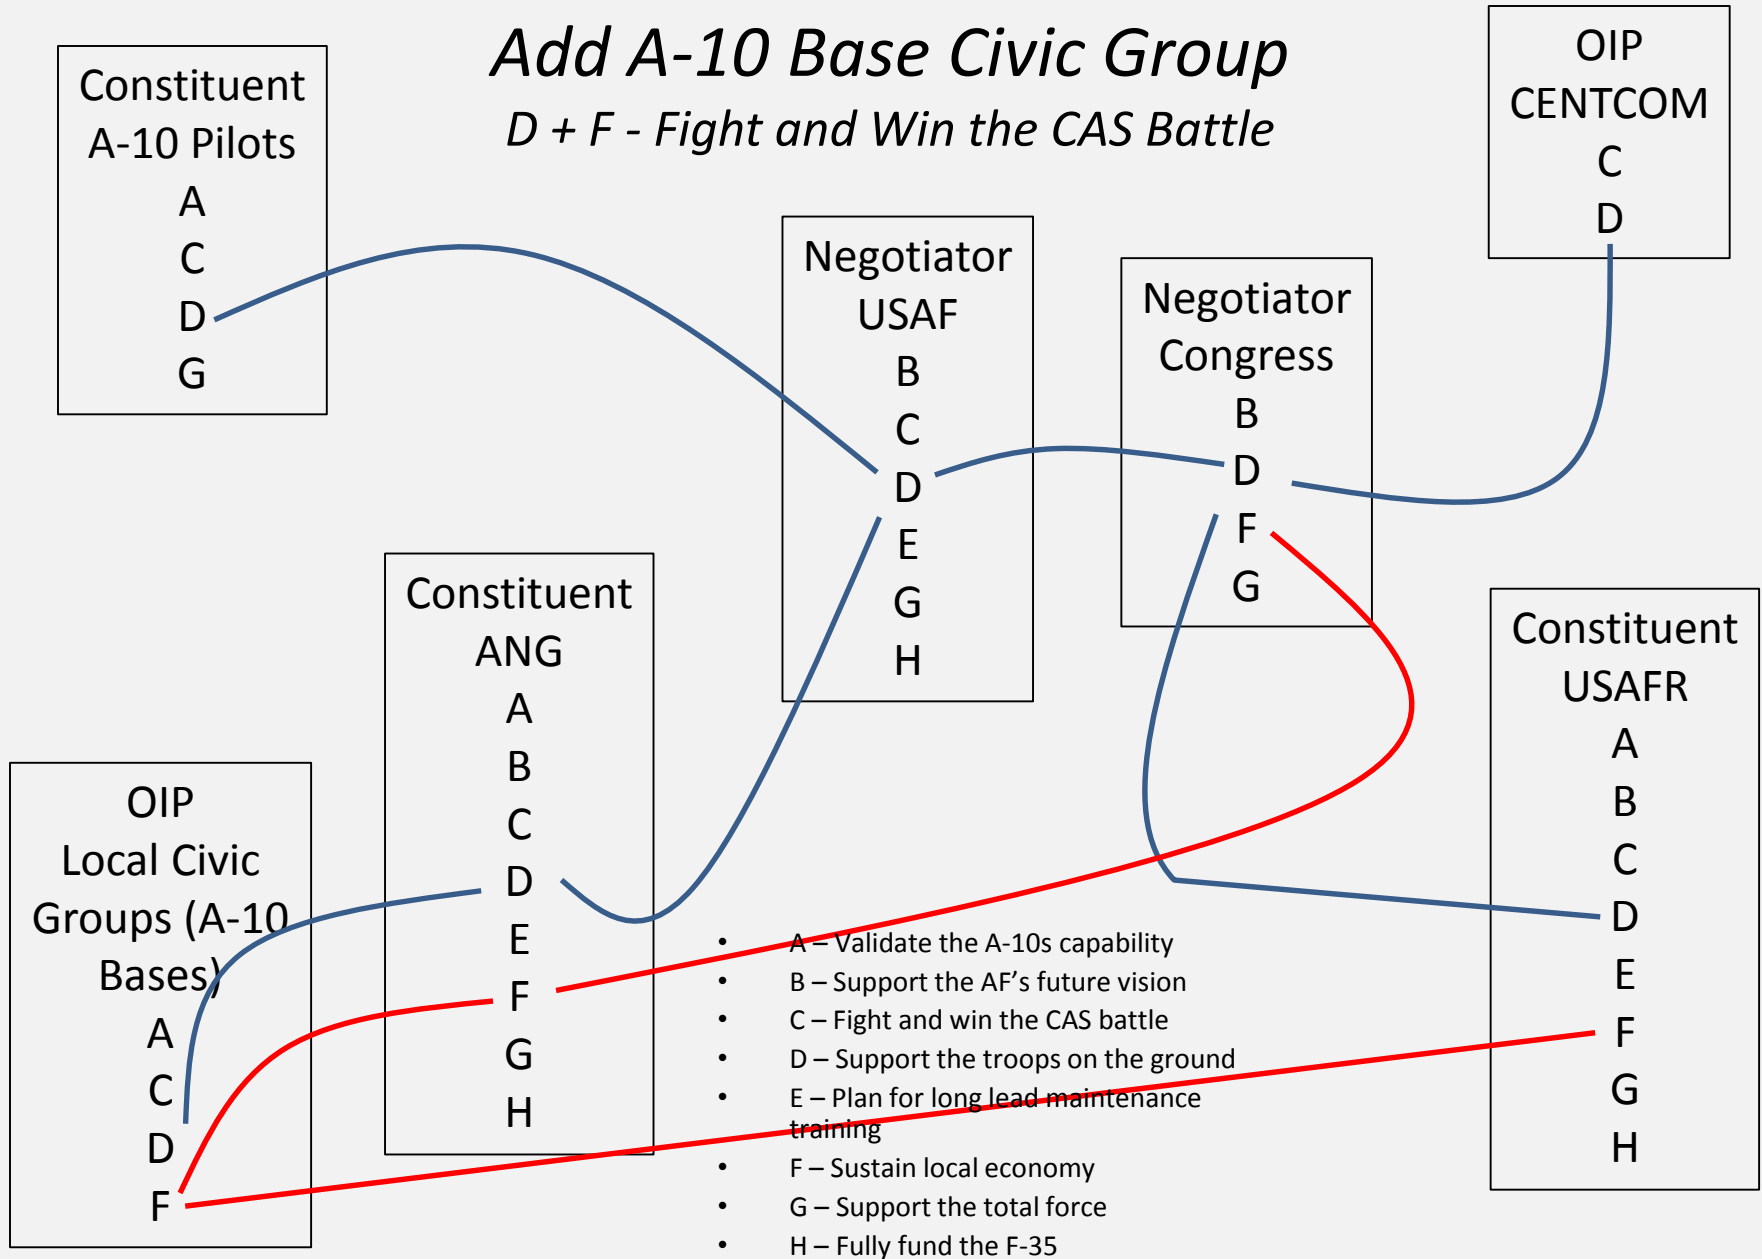 Add A-10 Base Civic Group
D + F - Fight and Win the CAS Battle
Constituent
A-10 Pilots
A
C
D
G
OIP
CENTCOM
C
D
Negotiator
USAF
B
C
D
E
G
H
Negotiator
Congress
B
D
F
G
Constituent
ANG
A
B
C
D
E
F
G
H
Constituent
USAFR
A
B
C
D
E
F
G
H
OIP
Local Civic
Groups (A-10
Bases)
A
C
D
F
• A – Validate the A-10s capability
• B – Support the AF’s future vision
• C – Fight and win the CAS battle
• D – Support the troops on the ground
• E – Plan for long lead maintenance
training
• F – Sustain local economy
• G – Support the total force
• H – Fully fund the F-35